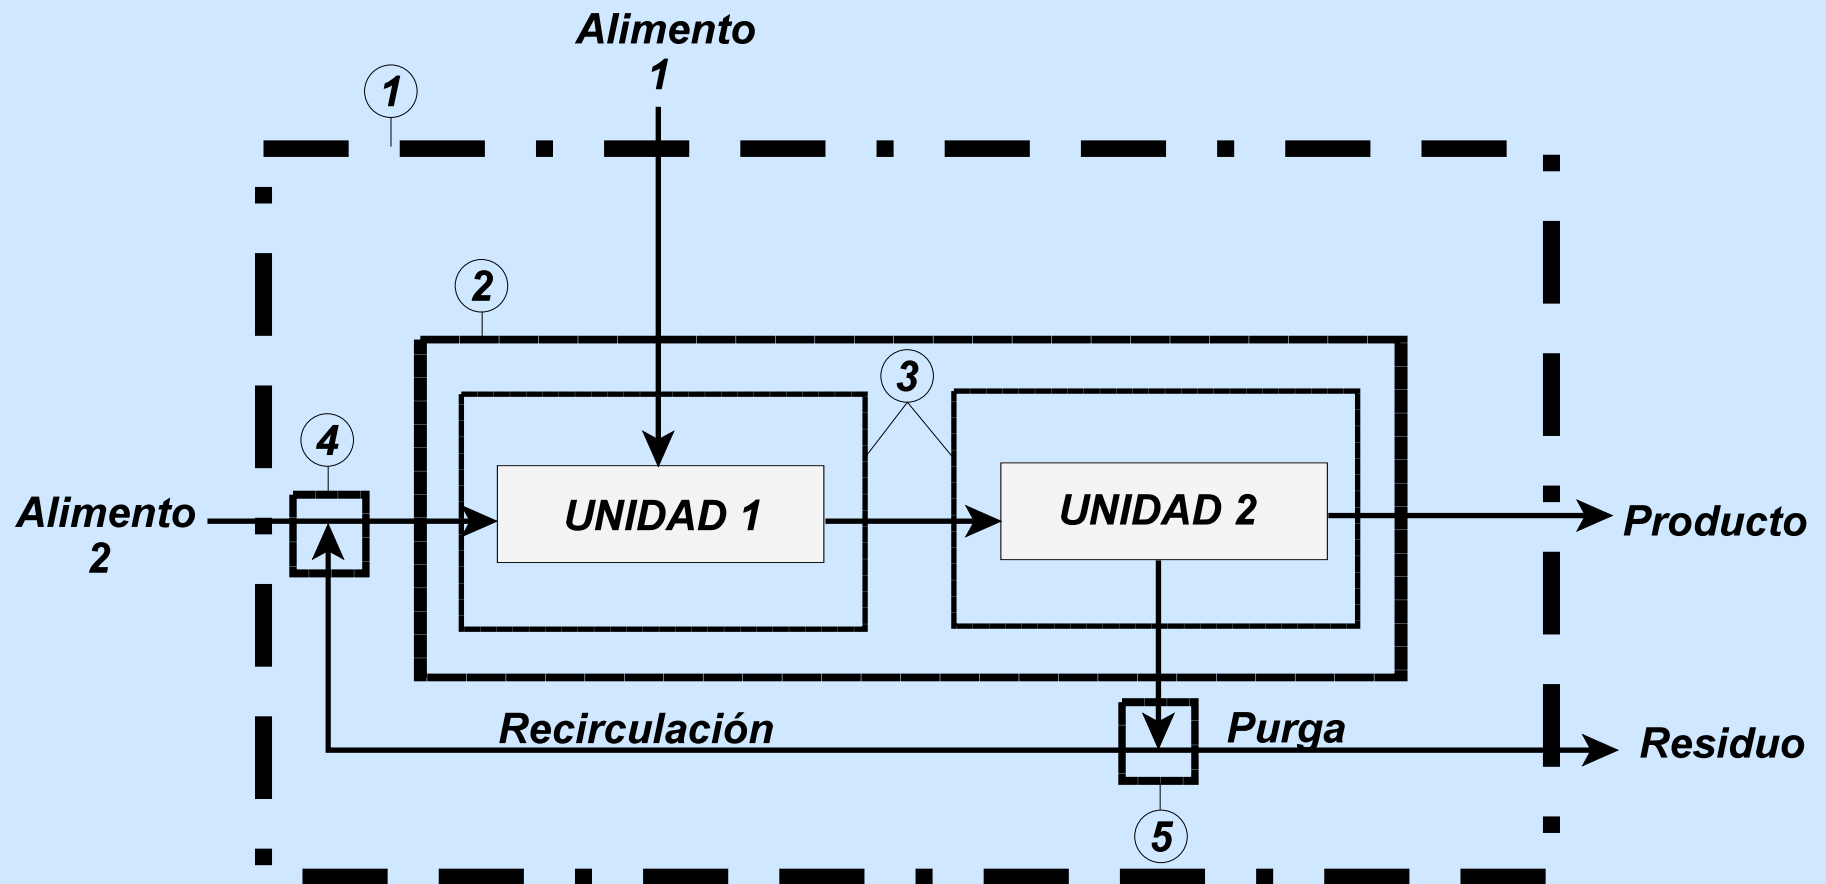 Alimento
1
1
2
3
4
Alimento
2
UNIDAD 1
UNIDAD 2
Producto
Recirculación
Purga
Residuo
5